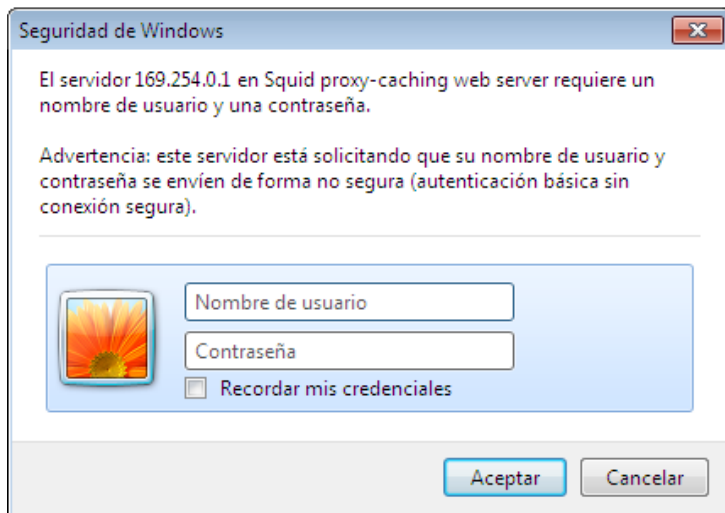 Seguridad de Windows
El servidor 169.254.0.1 en Squid proxy-caching web server requiere un
nombre de usuario y una contraseña.
Advertencia: este servidor está solicitando que su nombre de usuario y
contraseña se envíen de forma no segura (autenticación básica sin
conexión segura).
Nombre de usuario
Contraseña
Recordar mis credenciales
Aceptar
Cancelar